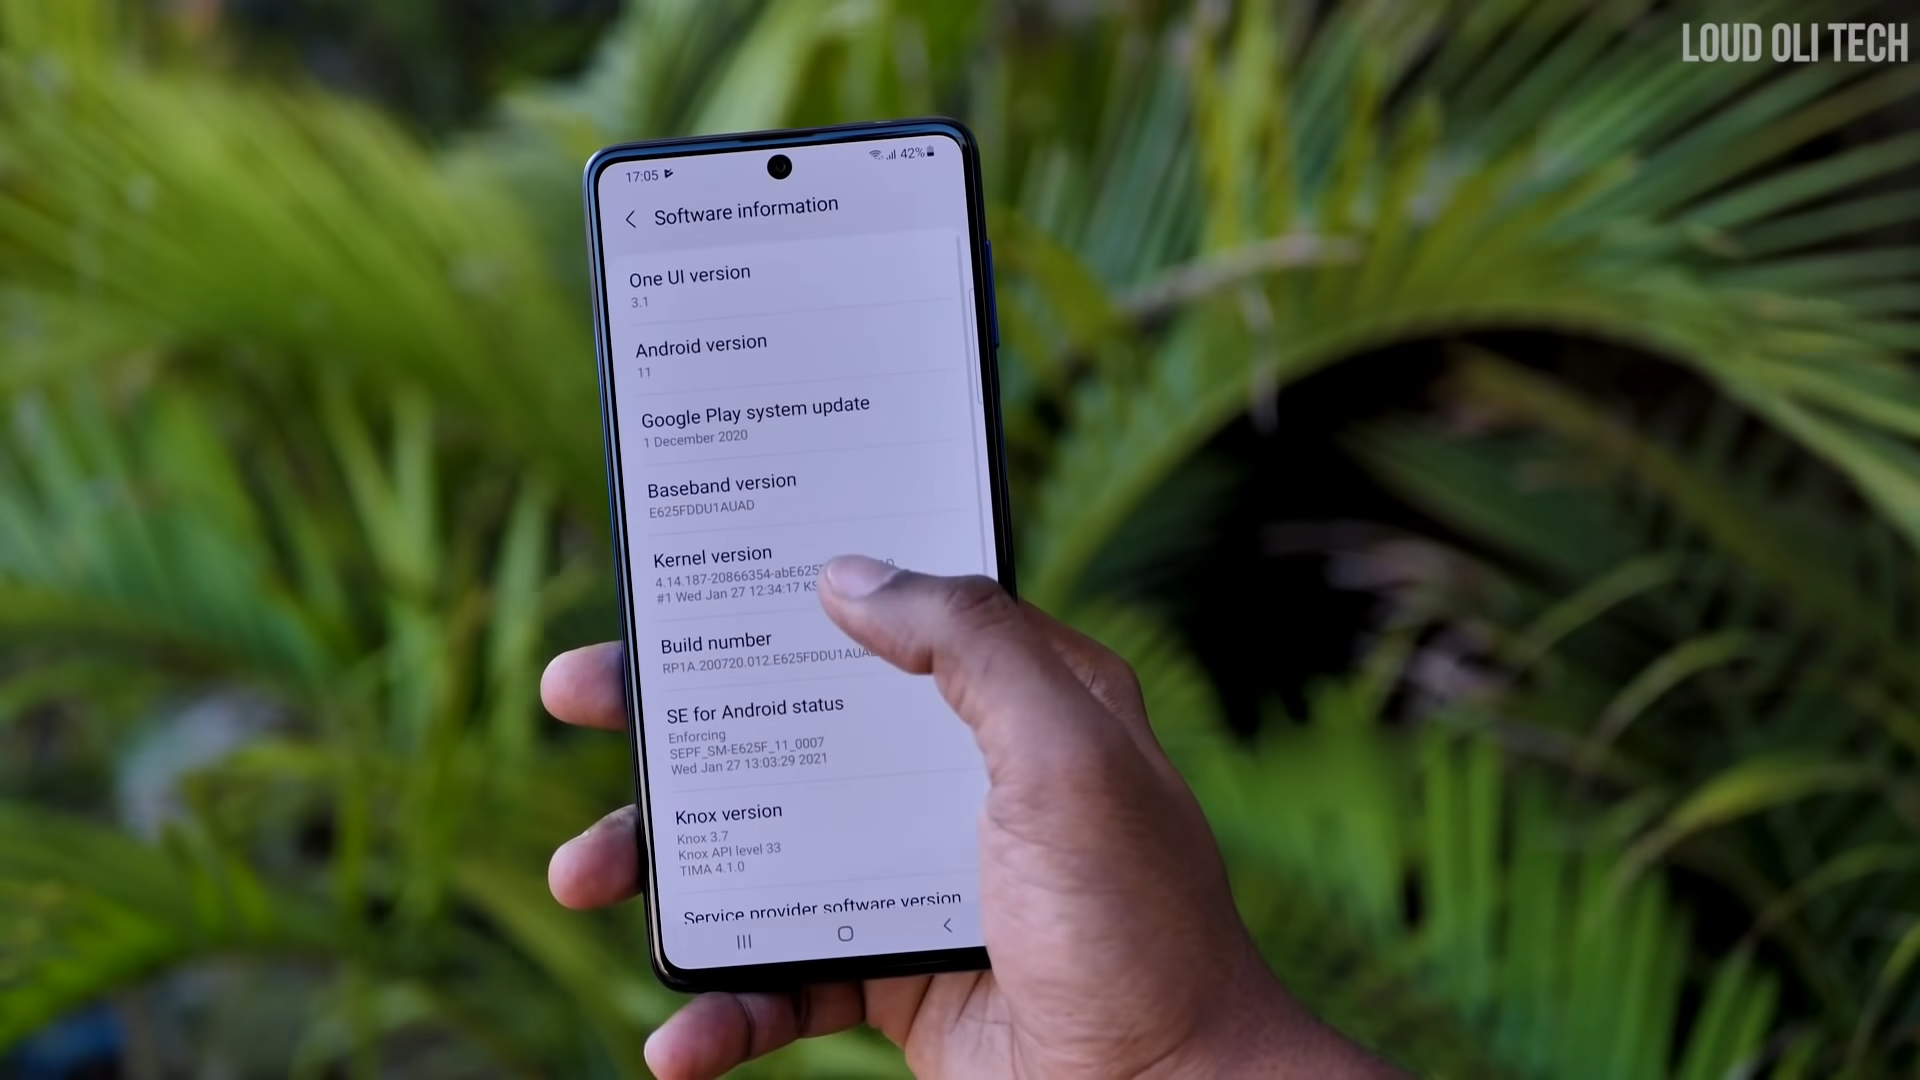 LOUD OLI TECH
17:05 42%
Software information
One UI version
3.1
Android version
11
Google Play system update
1 December 2020
Baseband version
E625FDDU1AUAD
Kernel version
4.14.187-20866354-abE625
#1 Wed Jan 27 12:34:17
Build number
RP1A.200720.012.E625FDDU1AUA
SE for Android status
Enforcing
SEPF_SM-E625F_11_0007
Wed Jan 27 13:03:29 2021
Knox version
Knox 3.7
Knox API level 33
TIMA 4.1.0
Service provider software version